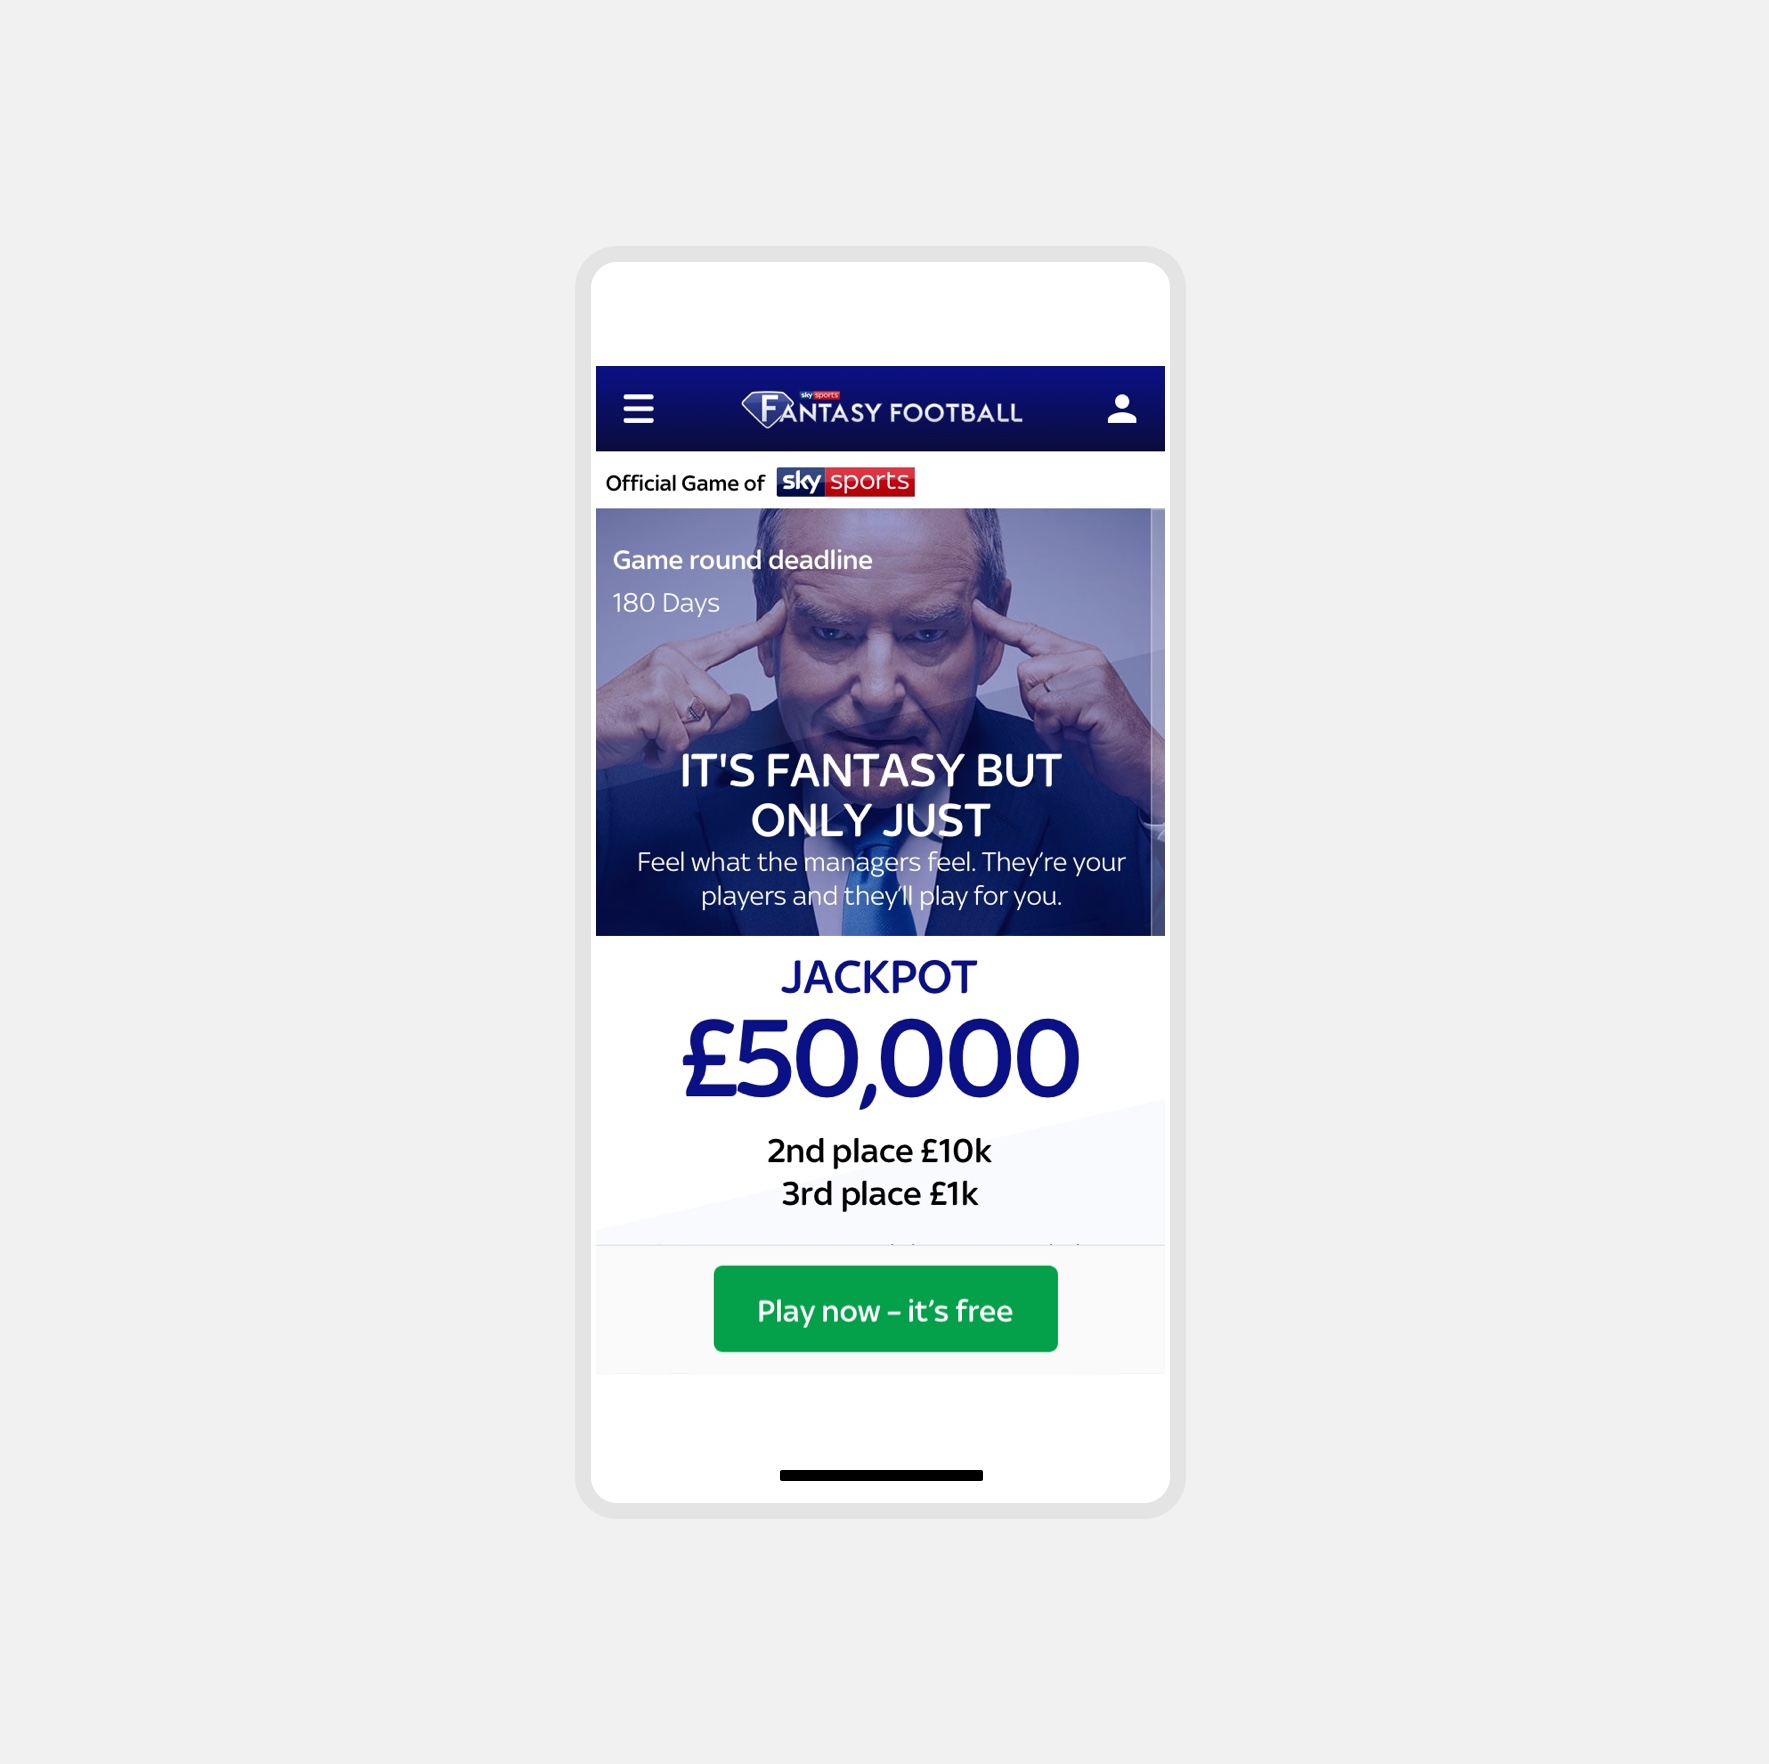 sky sports
FANTASY FOOTBALL
Official Game of sky sports
Game round deadline
180 Days
IT'S FANTASY BUT
ONLY JUST
Feel what the managers feel. They’re your
players and they’ll play for you.
JACKPOT
£50,000
2nd place £10k
3rd place £1k
Play now – it’s free